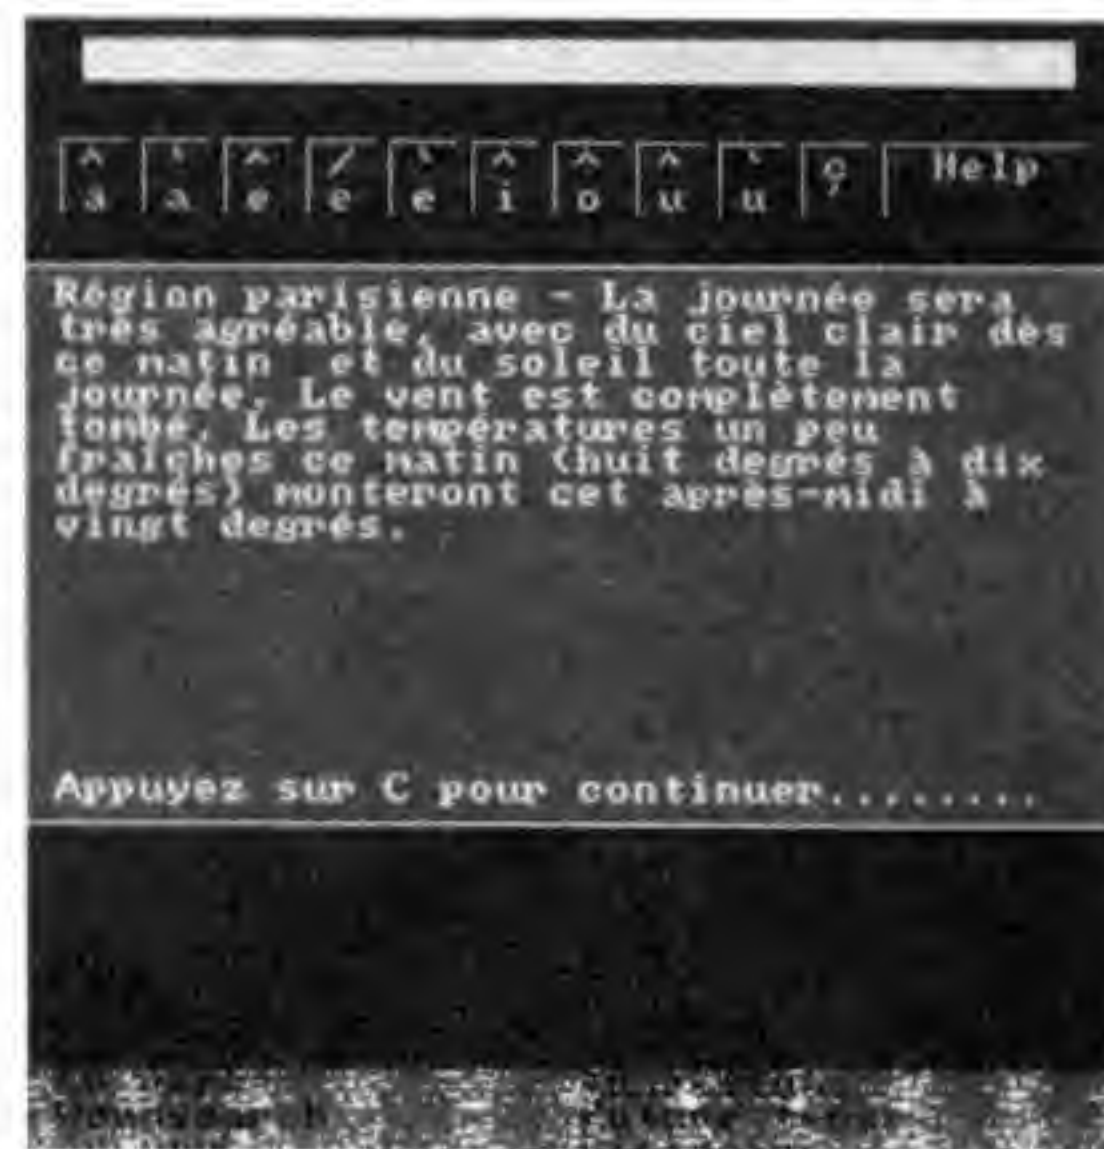 ^ ` ^ / ` ^ ^ ^ ` ç Help
a a e e e i o u u
Région parisienne - La journée sera
très agréable, avec du ciel clair dès
ce matin et du soleil toute la
journée. Le vent est complètement
tombé. Les températures un peu
fraîches ce matin (huit degrés à dix
degrés) monteront cet après-midi à
vingt degrés.
Appuyez sur C pour continuer........